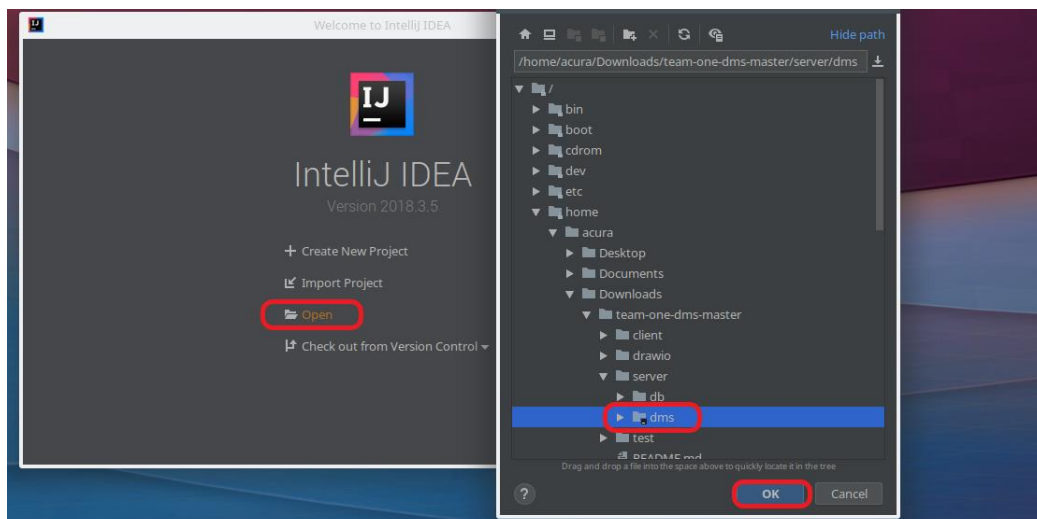 Welcome to IntelliJ IDEA
IJ
IntelliJ IDEA
Version 2018.3.5
Create New Project
Import Project
Open
Check out from Version Control
Hide path
/home/acura/Downloads/team-one-dms-master/server/dms
/
bin
boot
cdrom
dev
etc
home
acura
Desktop
Documents
Downloads
team-one-dms-master
client
drawio
server
db
dms
test
README.md
Drag and drop a file into the space above to quickly locate it in the tree
? OK Cancel